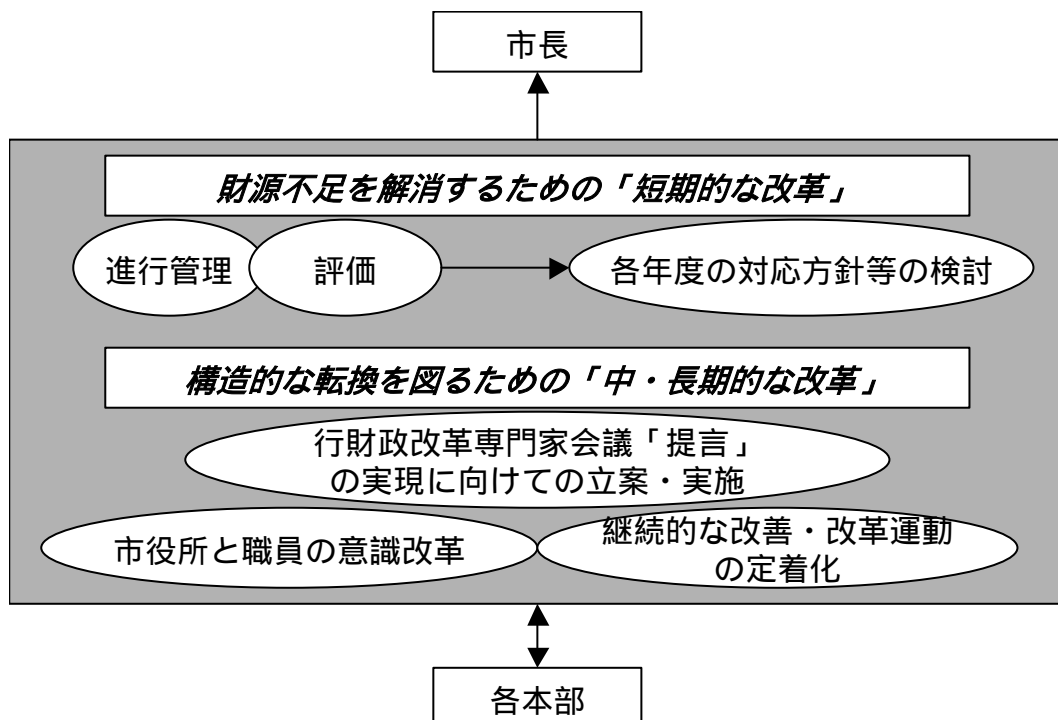 市長
財源不足を解消するための「短期的な改革」
進行管理
評価
各年度の対応方針等の検討
構造的な転換を図るための「中・長期的な改革」
行財政改革専門家会議「提言」
の実現に向けての立案・実施
市役所と職員の意識改革
継続的な改善・改革運動
の定着化
各本部